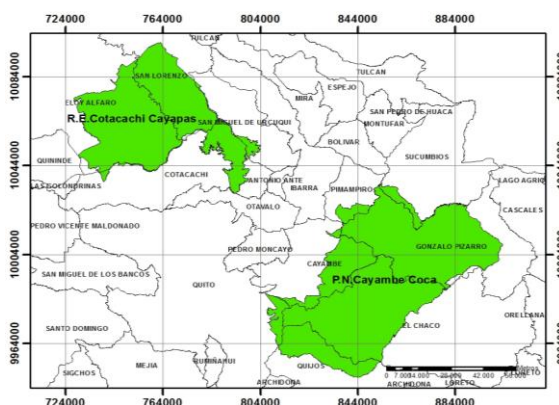 724000 764000 804000 844000 884000
TULCAN
10084000
SAN LORENZO
TULCAN
ESPEJO
MIRA
ELOY ALFARO
SAN PEDRO DE HUACA
R.E.Cotacachi Cayapas
SAN MIGUEL DE URCUQUI
MONTUFAR
BOLIVAR
QUININDE
SUCUMBIOS
10044000
COTACACHI
ANTONIO ANTE
LAS GOLONDRINAS
IBARRA
PIMAMPIRO
LAGO AGRIO
OTAVALO
CASCALES
PEDRO VICENTE MALDONADO
PEDRO MONCAYO
GONZALO PIZARRO
10004000
CAYAMBE
SAN MIGUEL DE LOS BANCOS
QUITO
P.N.Cayambe Coca
ORELLANA
SANTO DOMINGO
EL CHACO
9964000
RUMIÑAHUI
MEJIA
QUIJOS
SIGCHOS
ARCHIDONA
ARCHIDONA
LORETO
724000 764000 804000 844000 884000